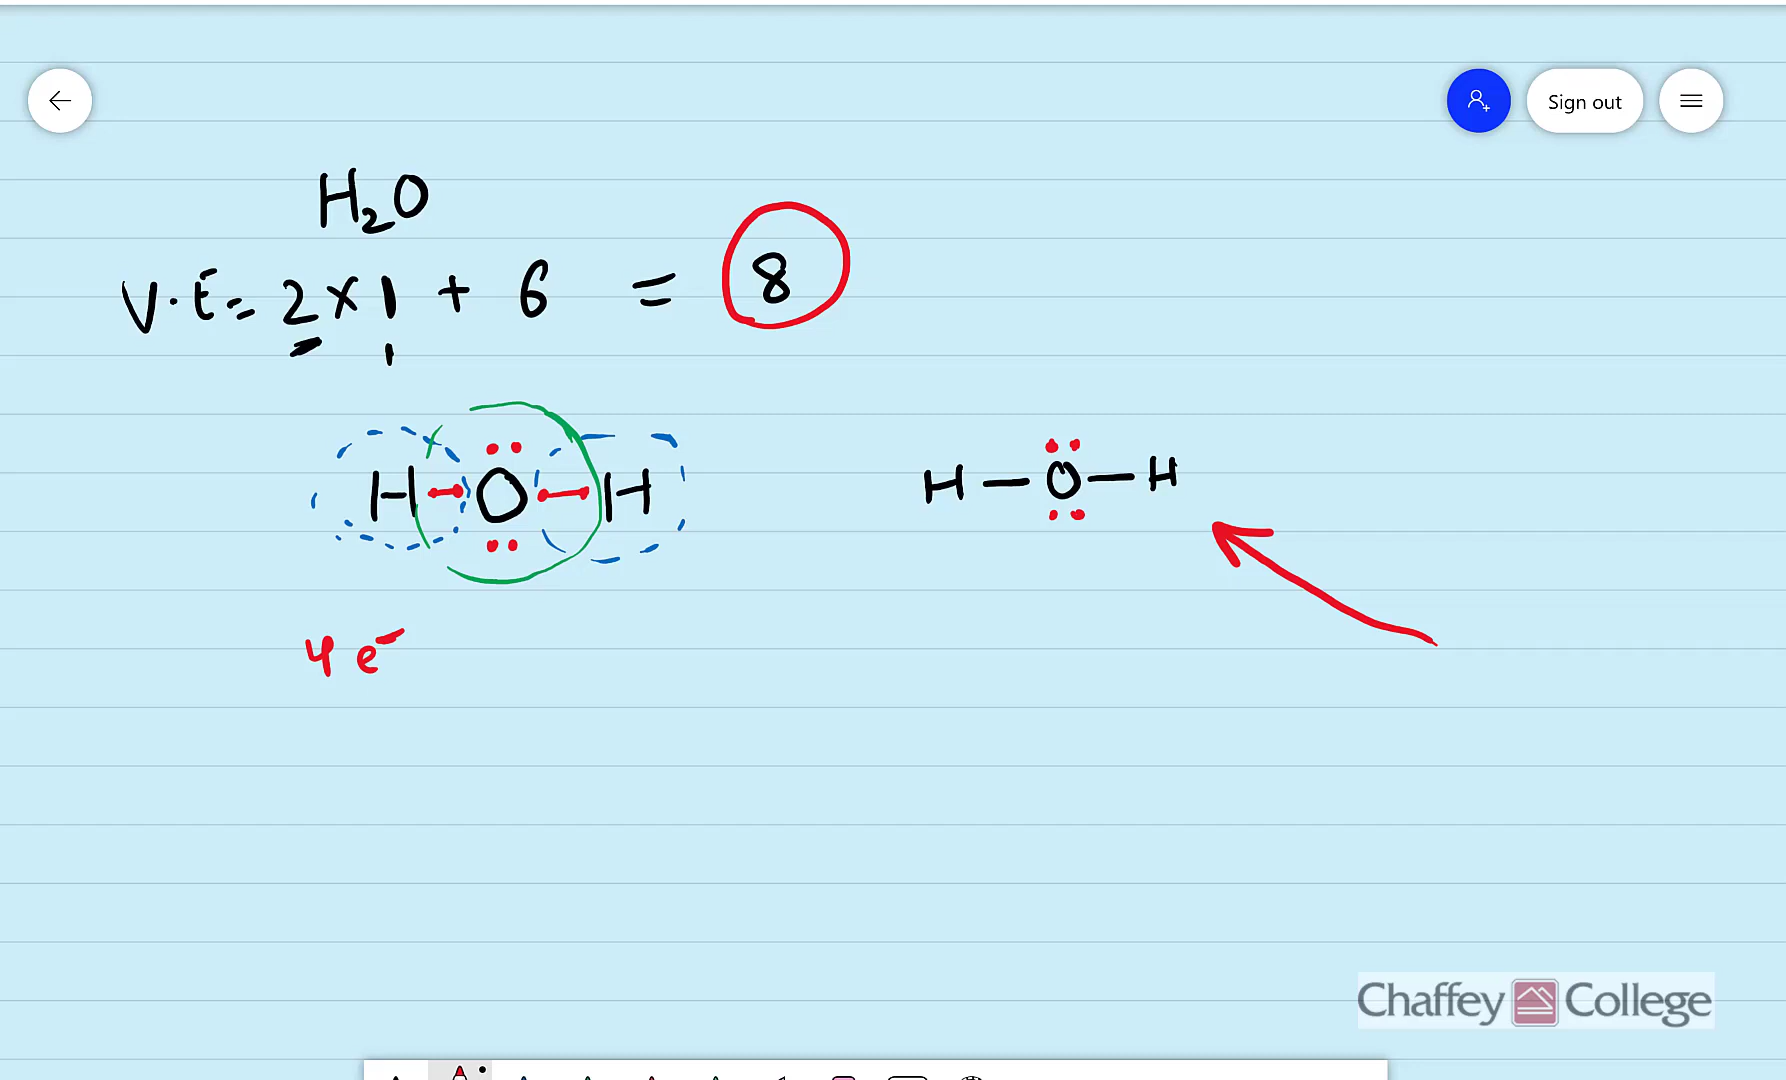 Sign out
H₂O
V.E = 2 x 1 + 6 = 8
H - O - H
H - O - H
4 e⁻
Chaffey College